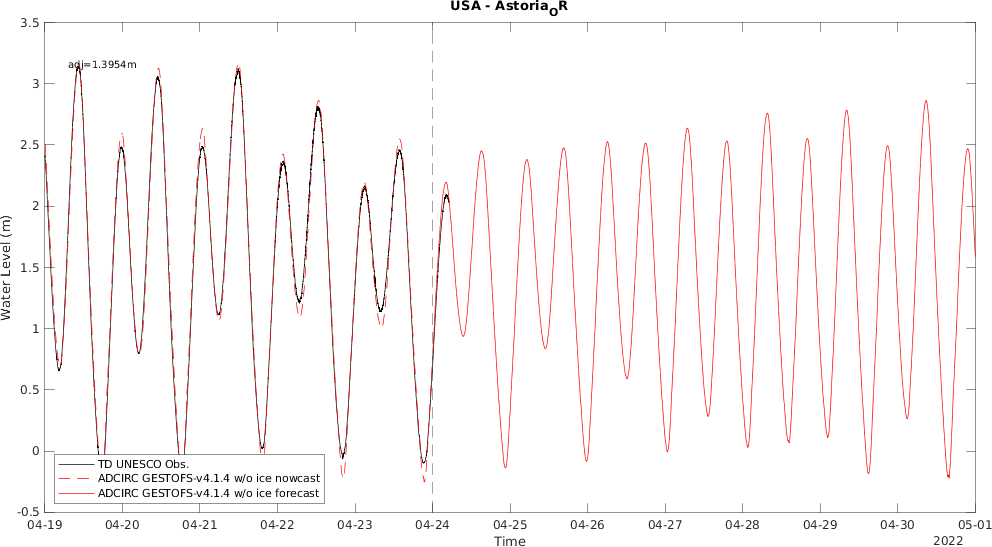 USA - AstoriaOR
3.5
3
2.5
2
1.5
1
0.5
0
-0.5
Water Level (m)
adj=1.3954m
TD UNESCO Obs.
ADCIRC GESTOFS-v4.1.4 w/o ice nowcast
ADCIRC GESTOFS-v4.1.4 w/o ice forecast
04-19 04-20 04-21 04-22 04-23 04-24 04-25 04-26 04-27 04-28 04-29 04-30 05-01
Time
2022